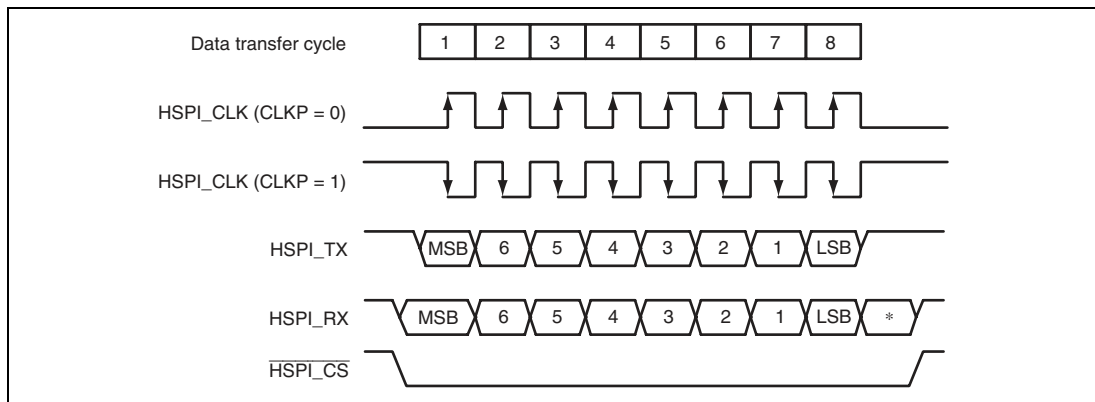 Data transfer cycle 1 2 3 4 5 6 7 8
HSPI_CLK (CLKP = 0)
HSPI_CLK (CLKP = 1)
HSPI_TX MSB 6 5 4 3 2 1 LSB
HSPI_RX MSB 6 5 4 3 2 1 LSB *
HSPI_CS